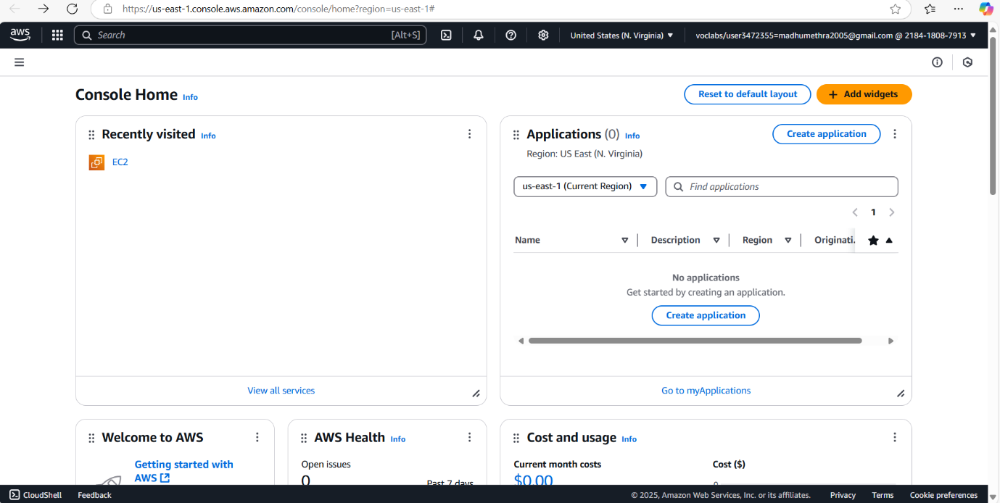 https://us-east-1.console.aws.amazon.com/console/home?region=us-east-1#
aws
Search [Alt+S]
United States (N. Virginia)
voclabs/user3472355=madhumethra2005@gmail.com @ 2184-1808-7913
Console Home Info
Reset to default layout
+ Add widgets
Recently visited Info
EC2
View all services
Applications (0) Info
Create application
Region: US East (N. Virginia)
us-east-1 (Current Region)
Find applications
1
Name Description Region Originati.
No applications
Get started by creating an application.
Create application
Go to myApplications
Welcome to AWS
Getting started with
AWS
AWS Health Info
Open issues
0
Past 7 days
Cost and usage Info
Current month costs
$0.00
Cost ($)
0
CloudShell Feedback
© 2025, Amazon Web Services, Inc. or its affiliates. Privacy Terms Cookie preferences